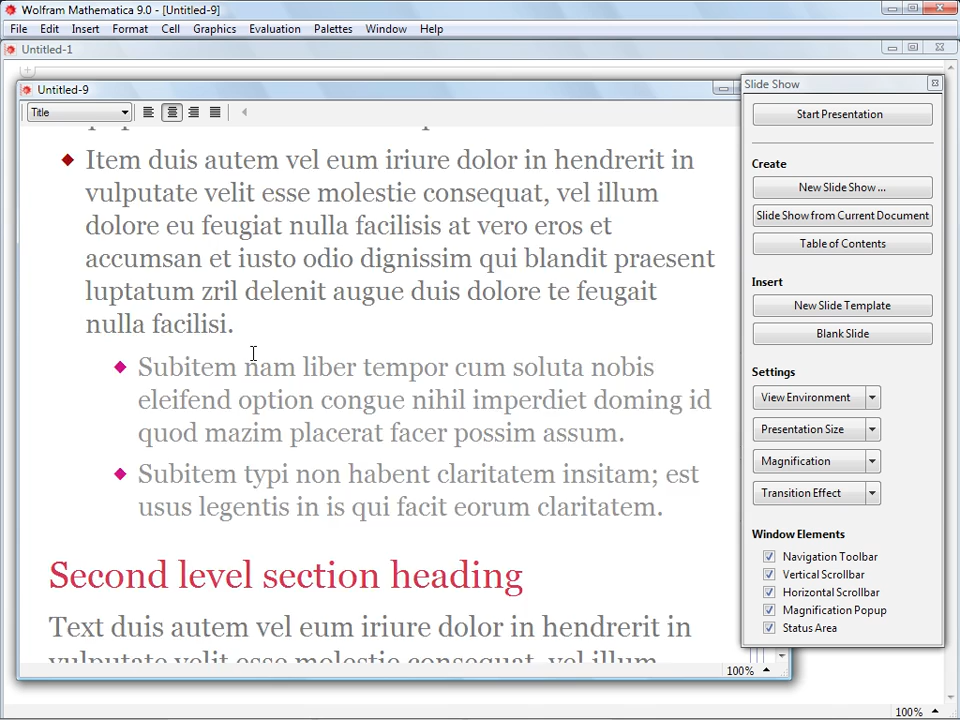 Wolfram Mathematica 9.0 - [Untitled-9]
File Edit Insert Format Cell Graphics Evaluation Palettes Window Help
Untitled-1
Untitled-9
Title
Item duis autem vel eum iriure dolor in hendrerit in
vulputate velit esse molestie consequat, vel illum
dolore eu feugiat nulla facilisis at vero eros et
accumsan et iusto odio dignissim qui blandit praesent
luptatum zril delenit augue duis dolore te feugait
nulla facilisi.
Subitem nam liber tempor cum soluta nobis
eleifend option congue nihil imperdiet doming id
quod mazim placerat facer possim assum.
Subitem typi non habent claritatem insitam; est
usus legentis in is qui facit eorum claritatem.
Second level section heading
Text duis autem vel eum iriure dolor in hendrerit in
vulputate velit esse molestie consequat, vel illum
100%
Slide Show
Start Presentation
Create
New Slide Show ...
Slide Show from Current Document
Table of Contents
Insert
New Slide Template
Blank Slide
Settings
View Environment
Presentation Size
Magnification
Transition Effect
Window Elements
Navigation Toolbar
Vertical Scrollbar
Horizontal Scrollbar
Magnification Popup
Status Area
100%